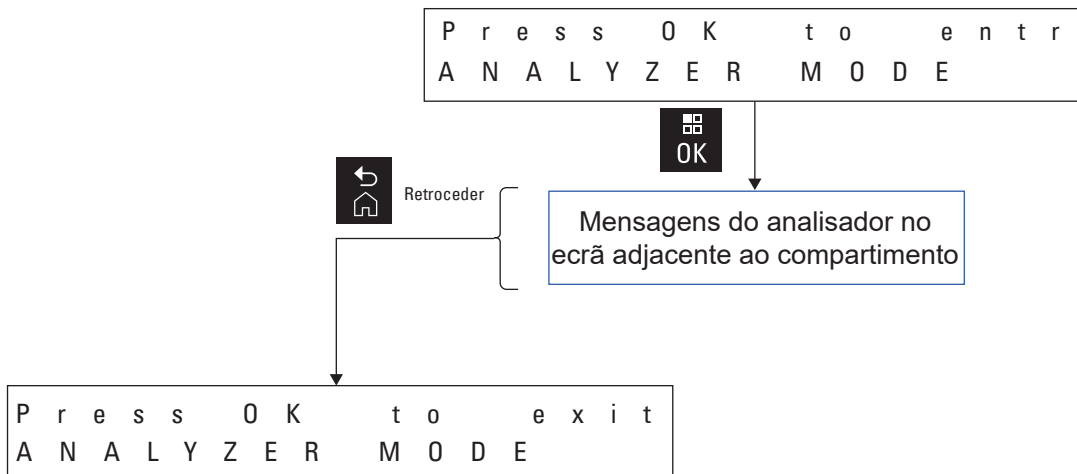 Press OK to entr
ANALYZER MODE
OK
Retroceder
Mensagens do analisador no
ecrã adjacente ao compartimento
Press OK to exit
ANALYZER MODE